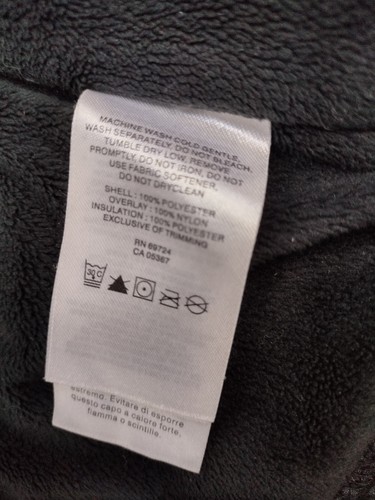 MACHINE WASH COLD GENTLE,
WASH SEPARATELY, DO NOT BLEACH,
TUMBLE DRY LOW, REMOVE
PROMPTLY, DO NOT IRON, DO NOT
USE FABRIC SOFTENER,
DO NOT DRYCLEAN
SHELL : 100% POLYESTER
OVERLAY : 100% NYLON
INSULATION : 100% POLYESTER
EXCLUSIVE OF TRIMMING
RN 69724
CA 05367
30 C
estremo. Evitare di esporre
questo capo a calore forte,
fiamma o scintille.